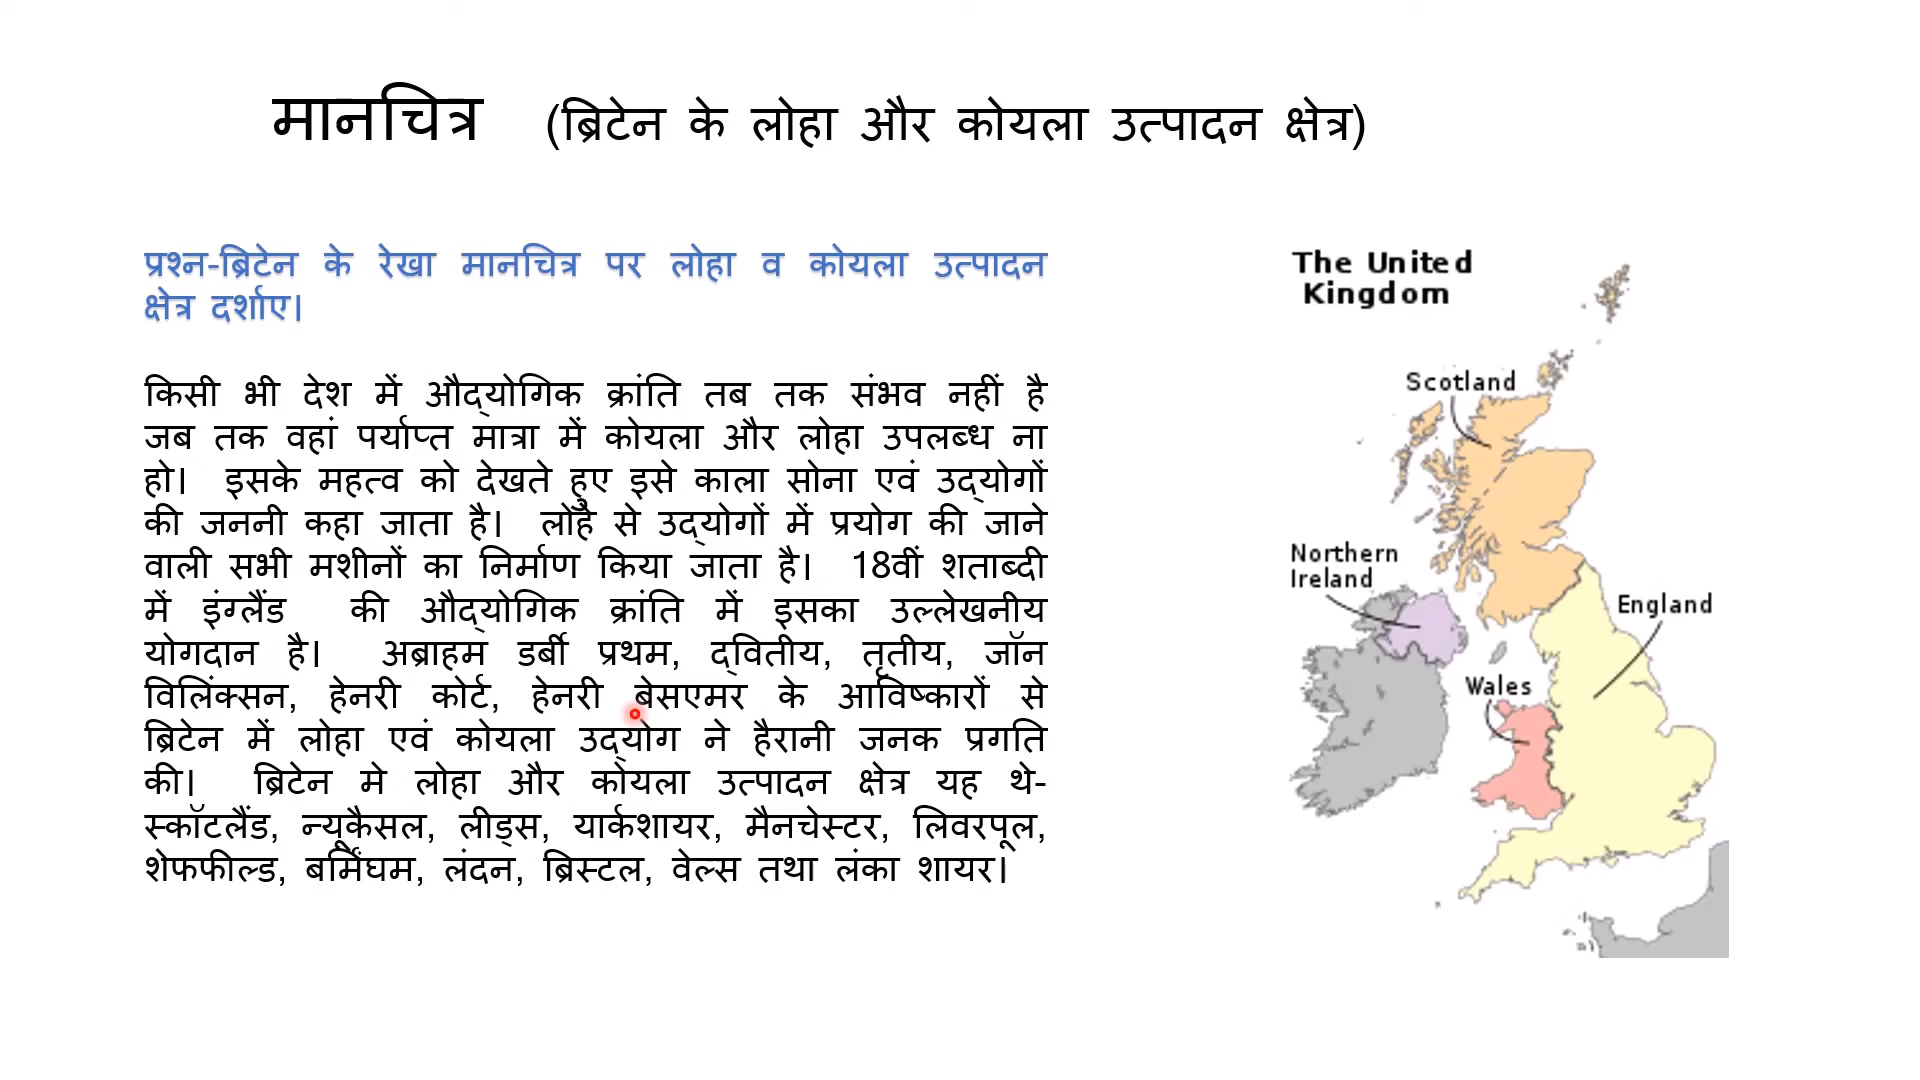 मानचित्र (ब्रिटेन के लोहा और कोयला उत्पादन क्षेत्र)
प्रश्न-ब्रिटेन के रेखा मानचित्र पर लोहा व कोयला उत्पादन
क्षेत्र दर्शाए।
किसी भी देश में औद्योगिक क्रांति तब तक संभव नहीं है
जब तक वहां पर्याप्त मात्रा में कोयला और लोहा उपलब्ध ना
हो। इसके महत्व को देखते हुए इसे काला सोना एवं उद्योगों
की जननी कहा जाता है। लोहे से उद्योगों में प्रयोग की जाने
वाली सभी मशीनों का निर्माण किया जाता है। 18वीं शताब्दी
में इंग्लैंड की औद्योगिक क्रांति में इसका उल्लेखनीय
योगदान है। अब्राहम डर्बी प्रथम, द्वितीय, तृतीय, जॉन
विलिंक्सन, हेनरी कोर्ट, हेनरी बेसएमर के आविष्कारों से
ब्रिटेन में लोहा एवं कोयला उद्योग ने हैरानी जनक प्रगति
की। ब्रिटेन मे लोहा और कोयला उत्पादन क्षेत्र यह थे-
स्कॉटलैंड, न्यूकैसल, लीड्स, यार्कशायर, मैनचेस्टर, लिवरपूल,
शेफफील्ड, बर्मिंघम, लंदन, ब्रिस्टल, वेल्स तथा लंका शायर।
The United
Kingdom
Scotland
Northern
Ireland
England
Wales